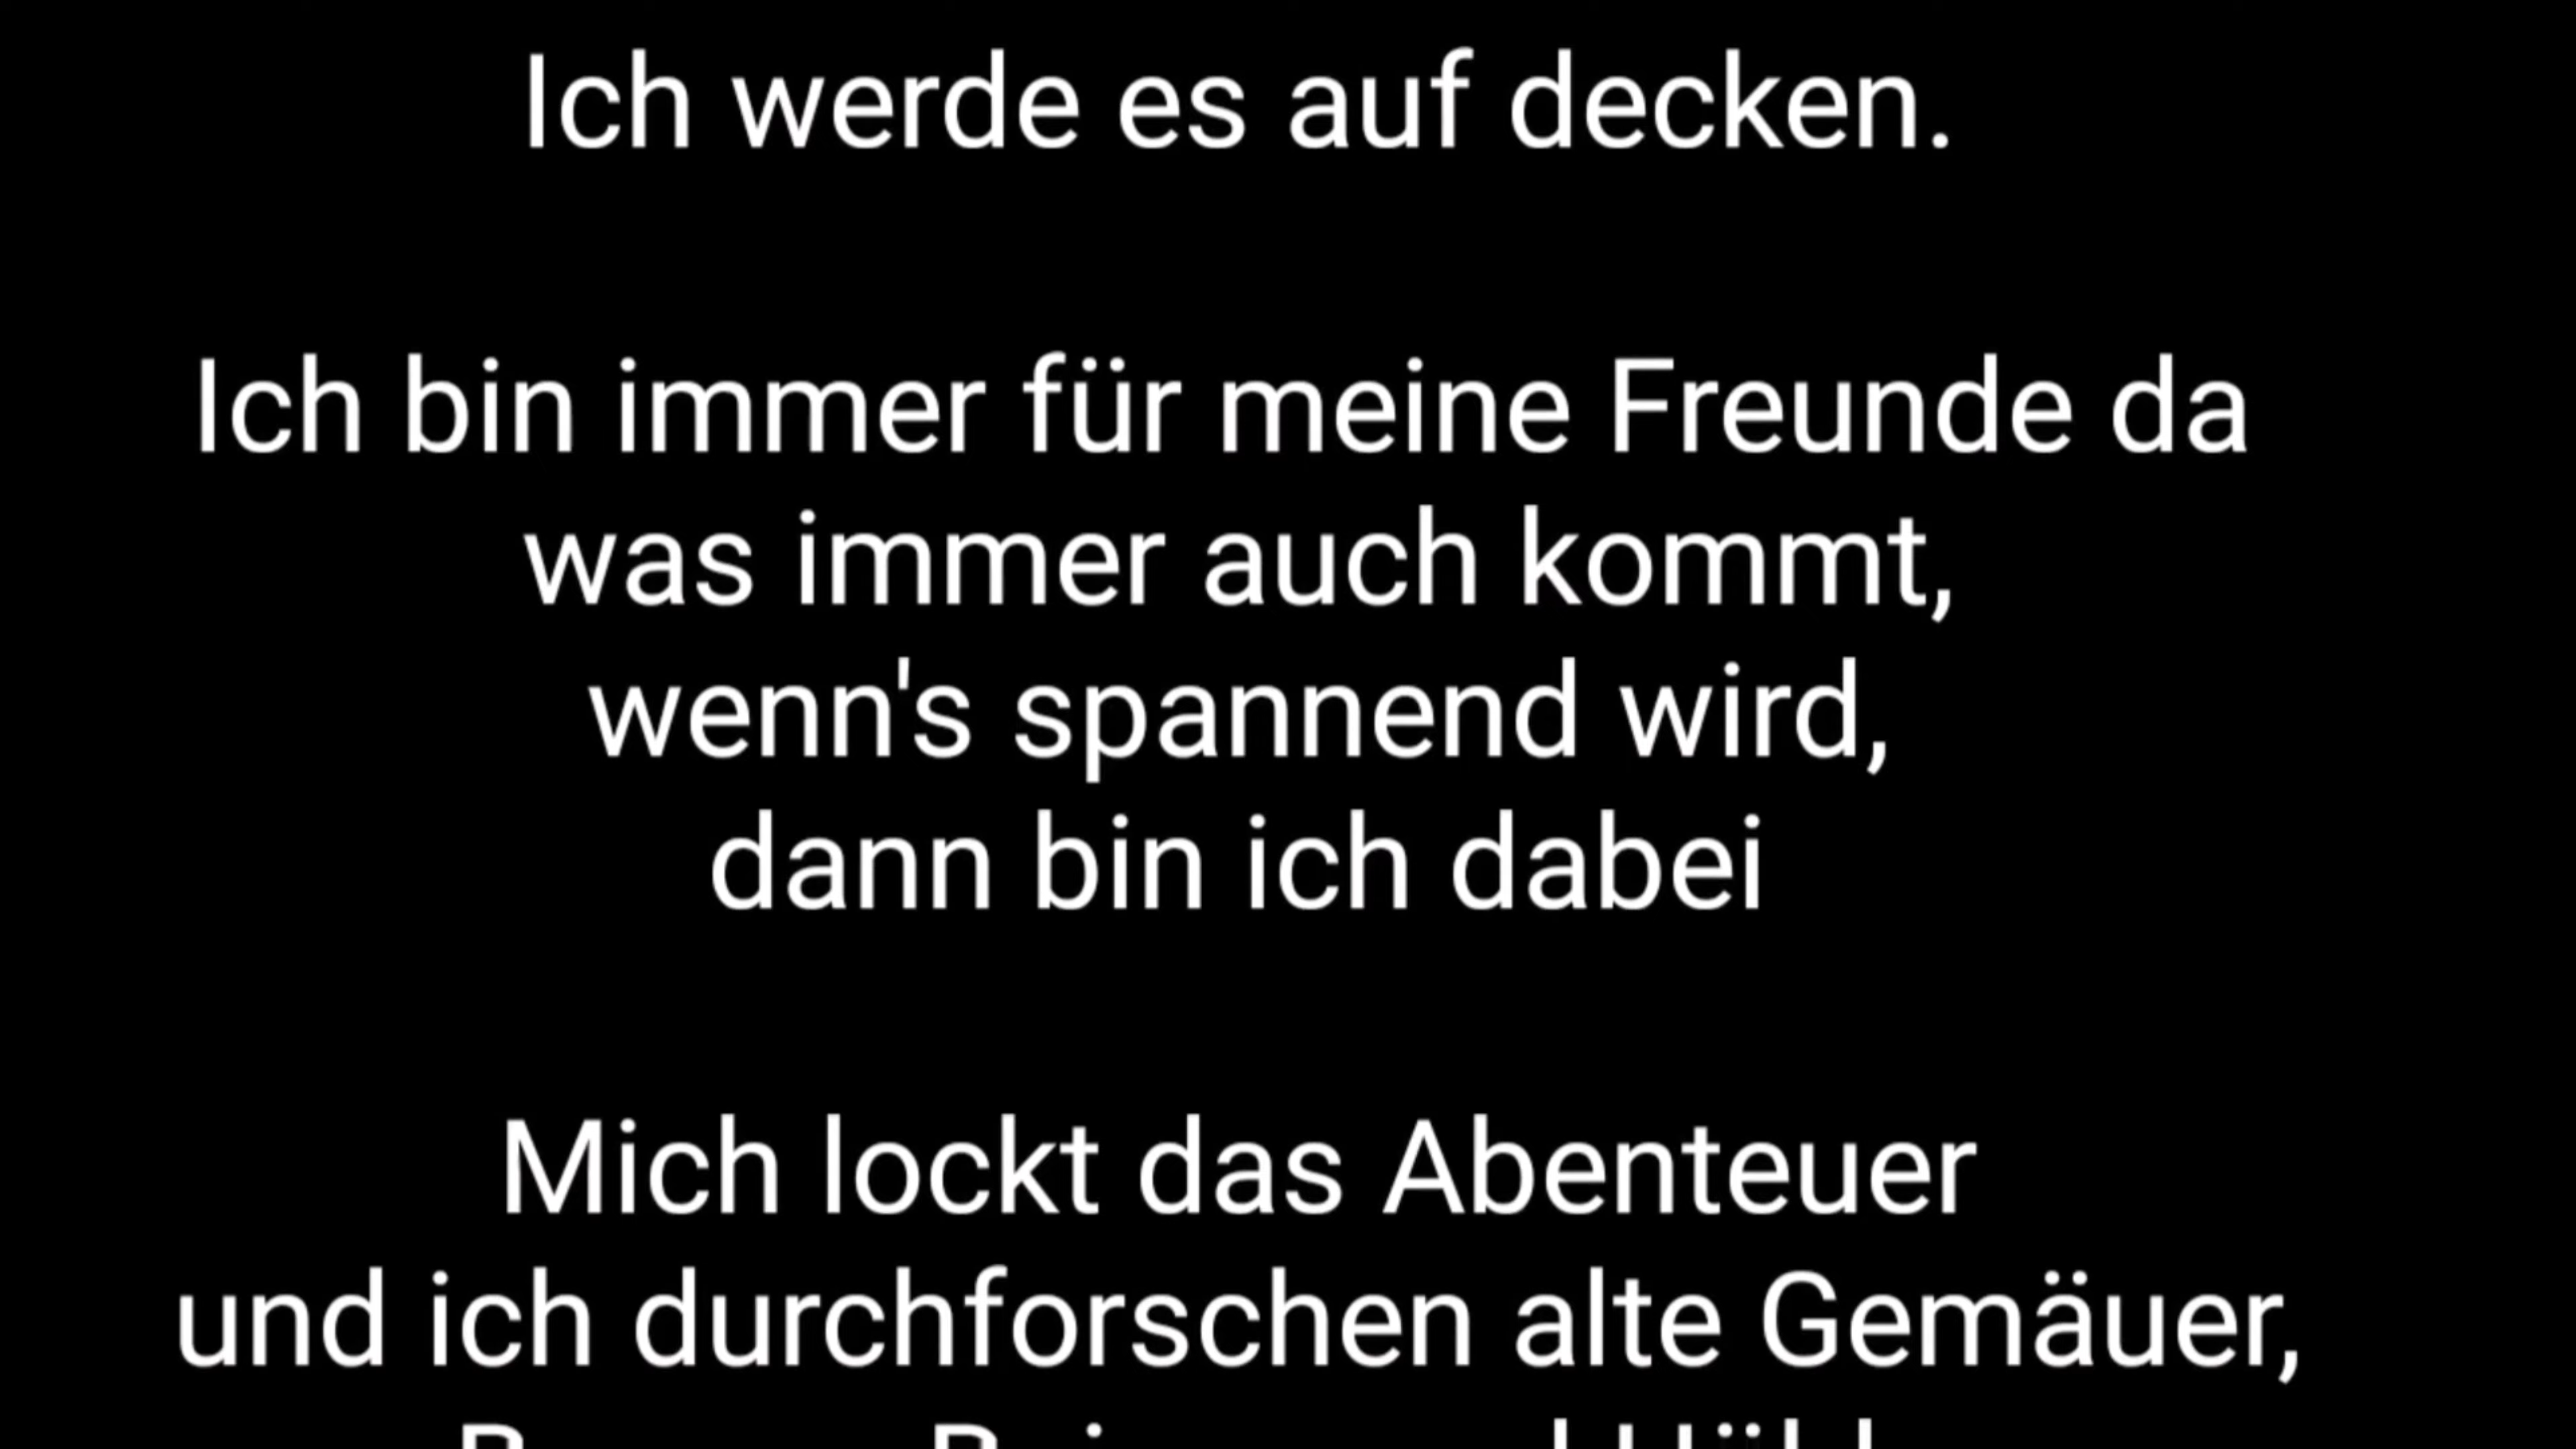 Ich werde es auf decken.
Ich bin immer für meine Freunde da
was immer auch kommt,
wenn's spannend wird,
dann bin ich dabei
Mich lockt das Abenteuer
und ich durchforschen alte Gemäuer,